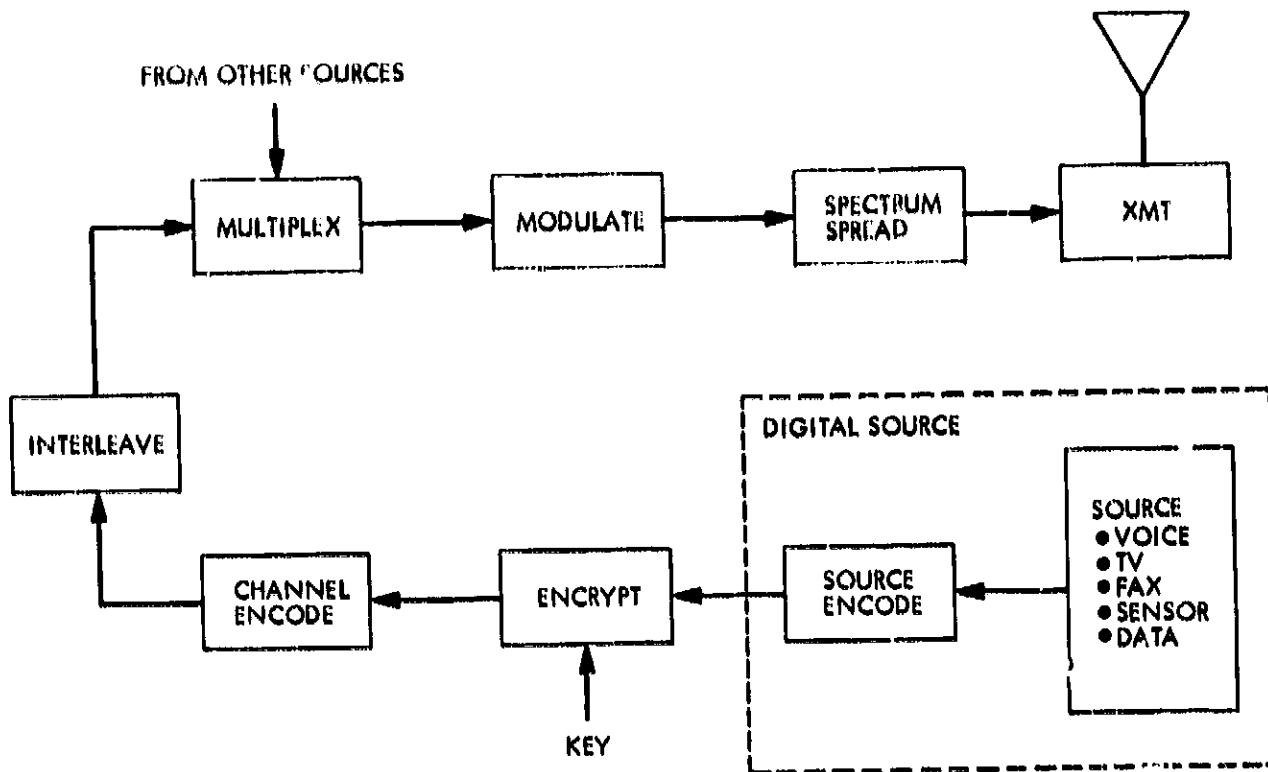 FROM OTHER OURCES
MULTIPLEX
MODULATE
SPECTRUM
SPREAD
XMT
INTERLEAVE
DIGITAL SOURCE
SOURCE
● VOICE
● TV
● FAX
● SENSOR
● DATA
SOURCE
ENCODE
ENCRYPT
CHANNEL
ENCODE
KEY